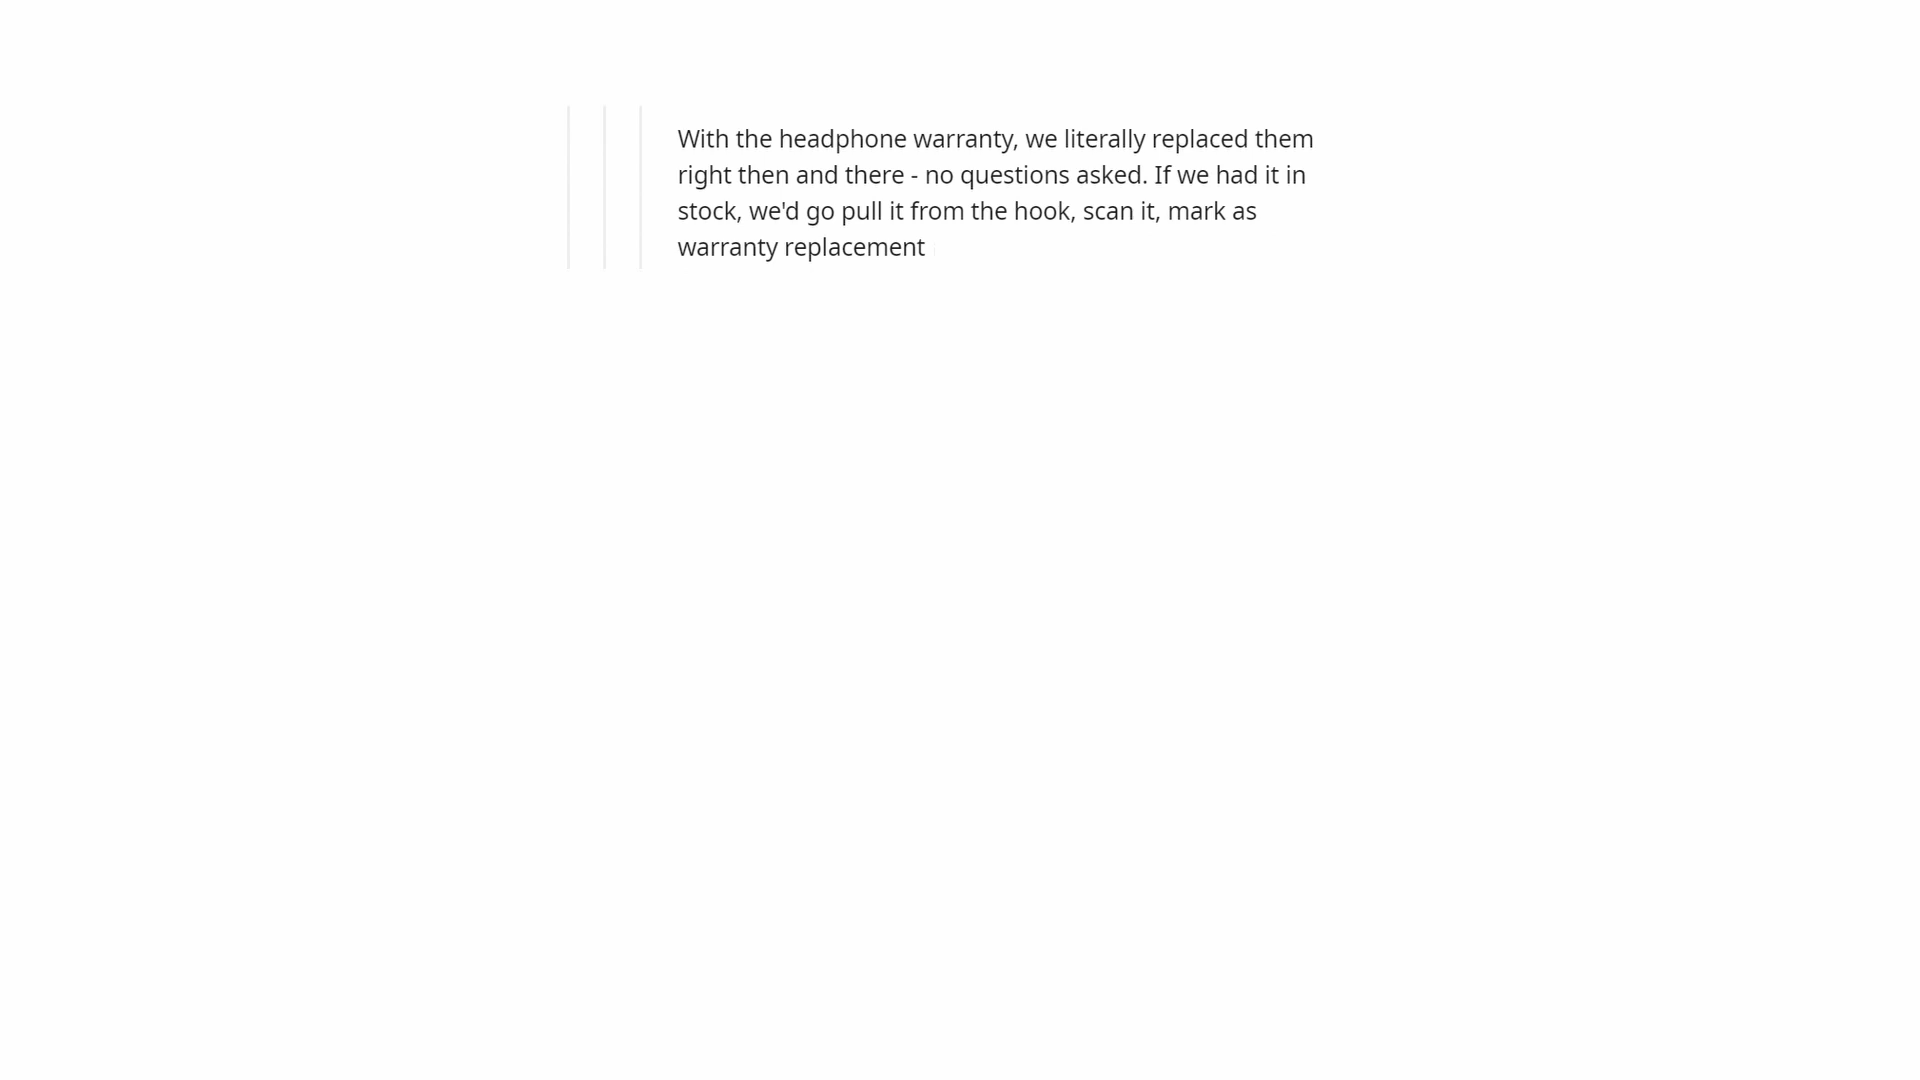 With the headphone warranty, we literally replaced them
right then and there - no questions asked. If we had it in
stock, we'd go pull it from the hook, scan it, mark as
warranty replacement